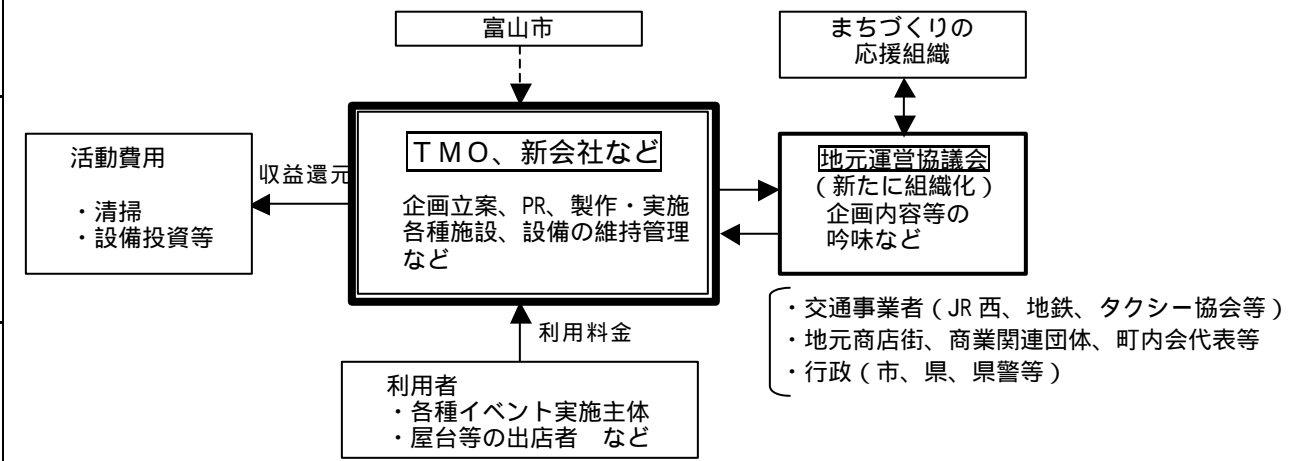 富山市
まちづくりの
応援組織
活動費用
・清掃
・設備投資等
収益還元
ＴＭＯ、新会社など
企画立案、PR、製作・実施
各種施設、設備の維持管理
など
地元運営協議会
（新たに組織化）
企画内容等の
吟味など
利用料金
利用者
・各種イベント実施主体
・屋台等の出店者　など
・交通事業者（JR西、地鉄、タクシー協会等）
・地元商店街、商業関連団体、町内会代表等
・行政（市、県、県警等）